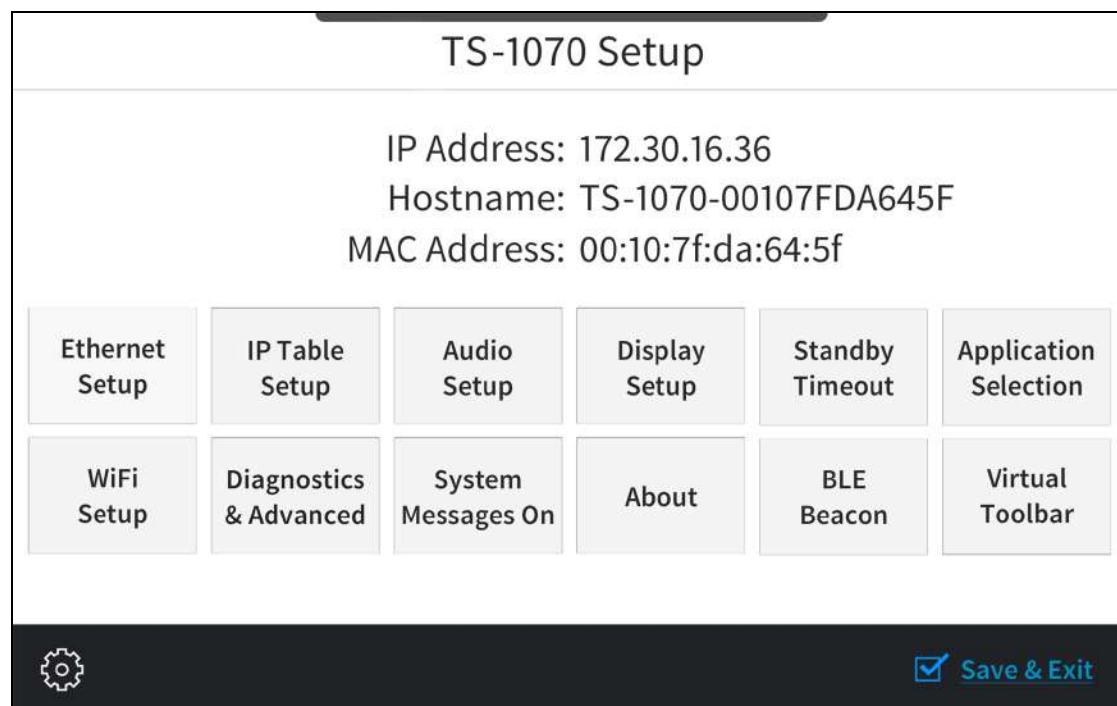 TS-1070 Setup
IP Address: 172.30.16.36
Hostname: TS-1070-00107FDA645F
MAC Address: 00:10:7f:da:64:5f
Ethernet
Setup
IP Table
Setup
Audio
Setup
Display
Setup
Standby
Timeout
Application
Selection
WiFi
Setup
Diagnostics
& Advanced
System
Messages On
About
BLE
Beacon
Virtual
Toolbar
Save & Exit